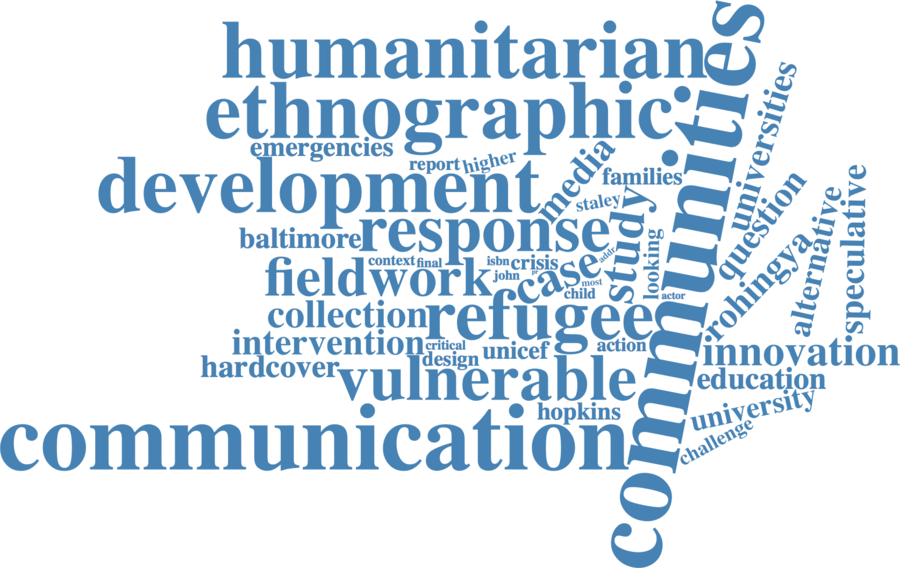 humanitarian
communities
ethnographic
universities
emergencies
report
higher
media
families
development
staley
question
alternative
speculative
baltimore
response
study
looking
rohingya
context
final
isbn
crisis
addr
fieldwork
john
case
most
child
actor
collection
refugee
intervention
critical
unicef
action
innovation
hardcover
design
vulnerable
education
hopkins
university
communication
challenge